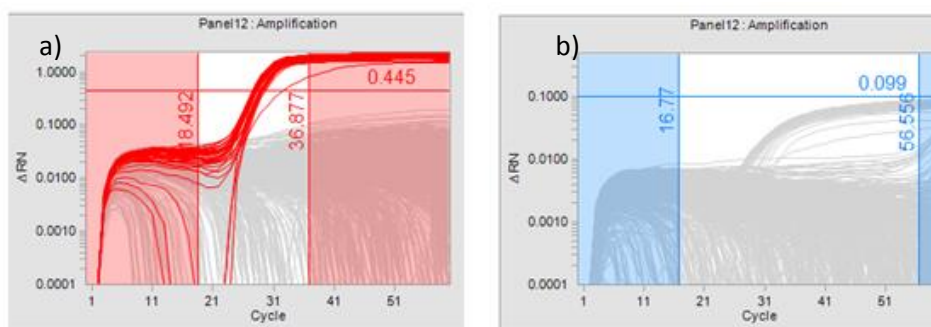 a)
Panel12 : Amplification
1.0000
0.1000
0.0100
0.0010
0.0001
ΔRN
18.492
36.877
0.445
1 11 21 31 41 51
Cycle
b)
Panel12 : Amplification
0.1000
0.0100
0.0010
0.0001
ΔRN
16.77
0.099
56.556
1 11 21 31 41 51
Cycle